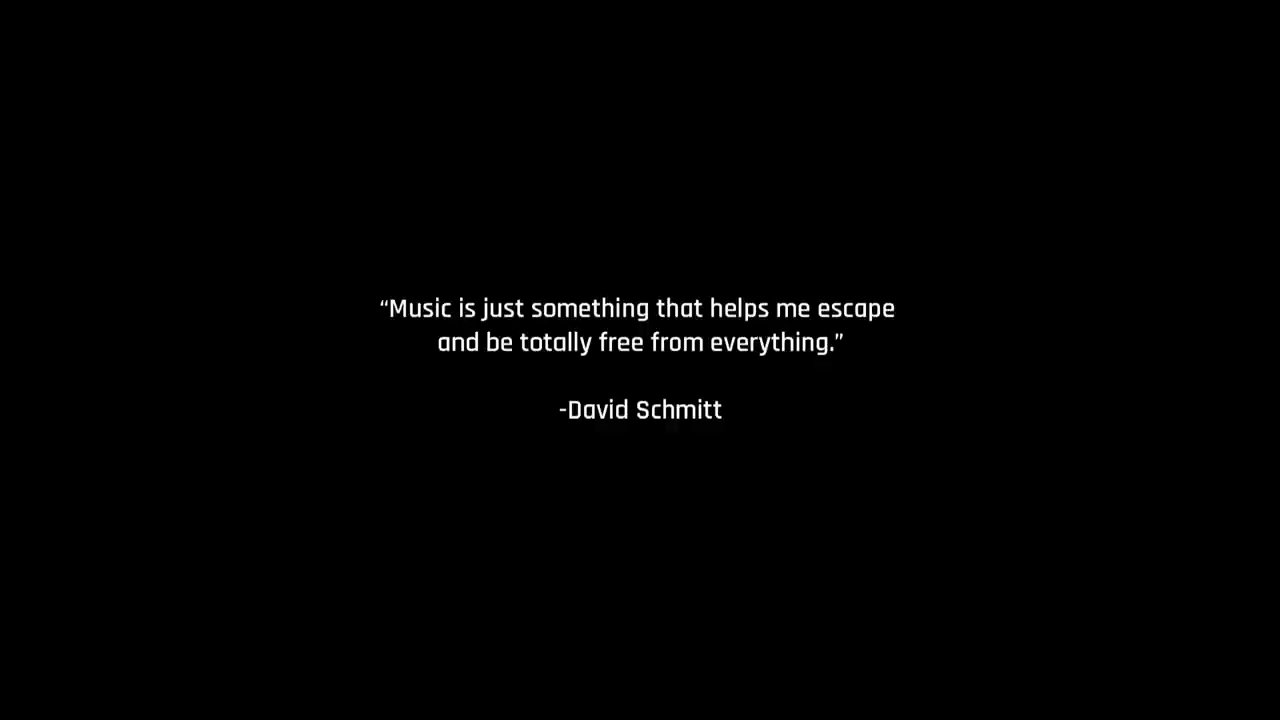 “Music is just something that helps me escape
and be totally free from everything.”
-David Schmitt